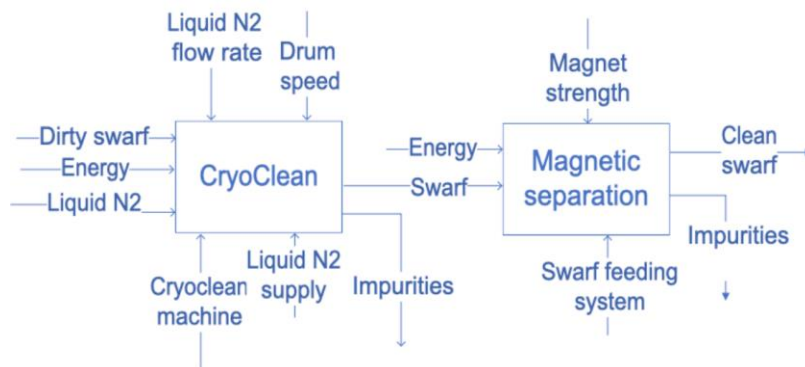 Liquid N2
flow rate
Drum
speed
Magnet
strength
Dirty swarf
Energy
Liquid N2
CryoClean
Energy
Swarf
Magnetic
separation
Clean
swarf
Impurities
Cryoclean
machine
Liquid N2
supply
Impurities
Swarf feeding
system